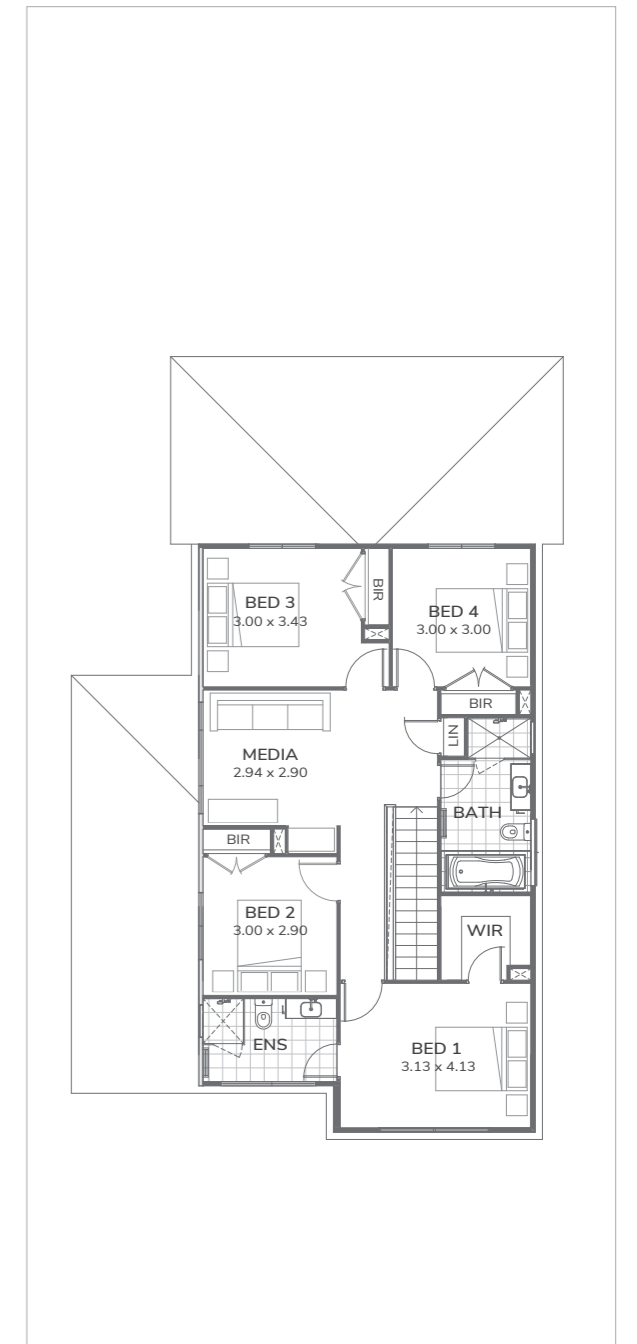 BED 3
3.00 x 3.43
BIR
BED 4
3.00 x 3.00
BIR
MEDIA
2.94 x 2.90
LIN
BATH
BIR
BED 2
3.00 x 2.90
WIR
ENS
BED 1
3.13 x 4.13